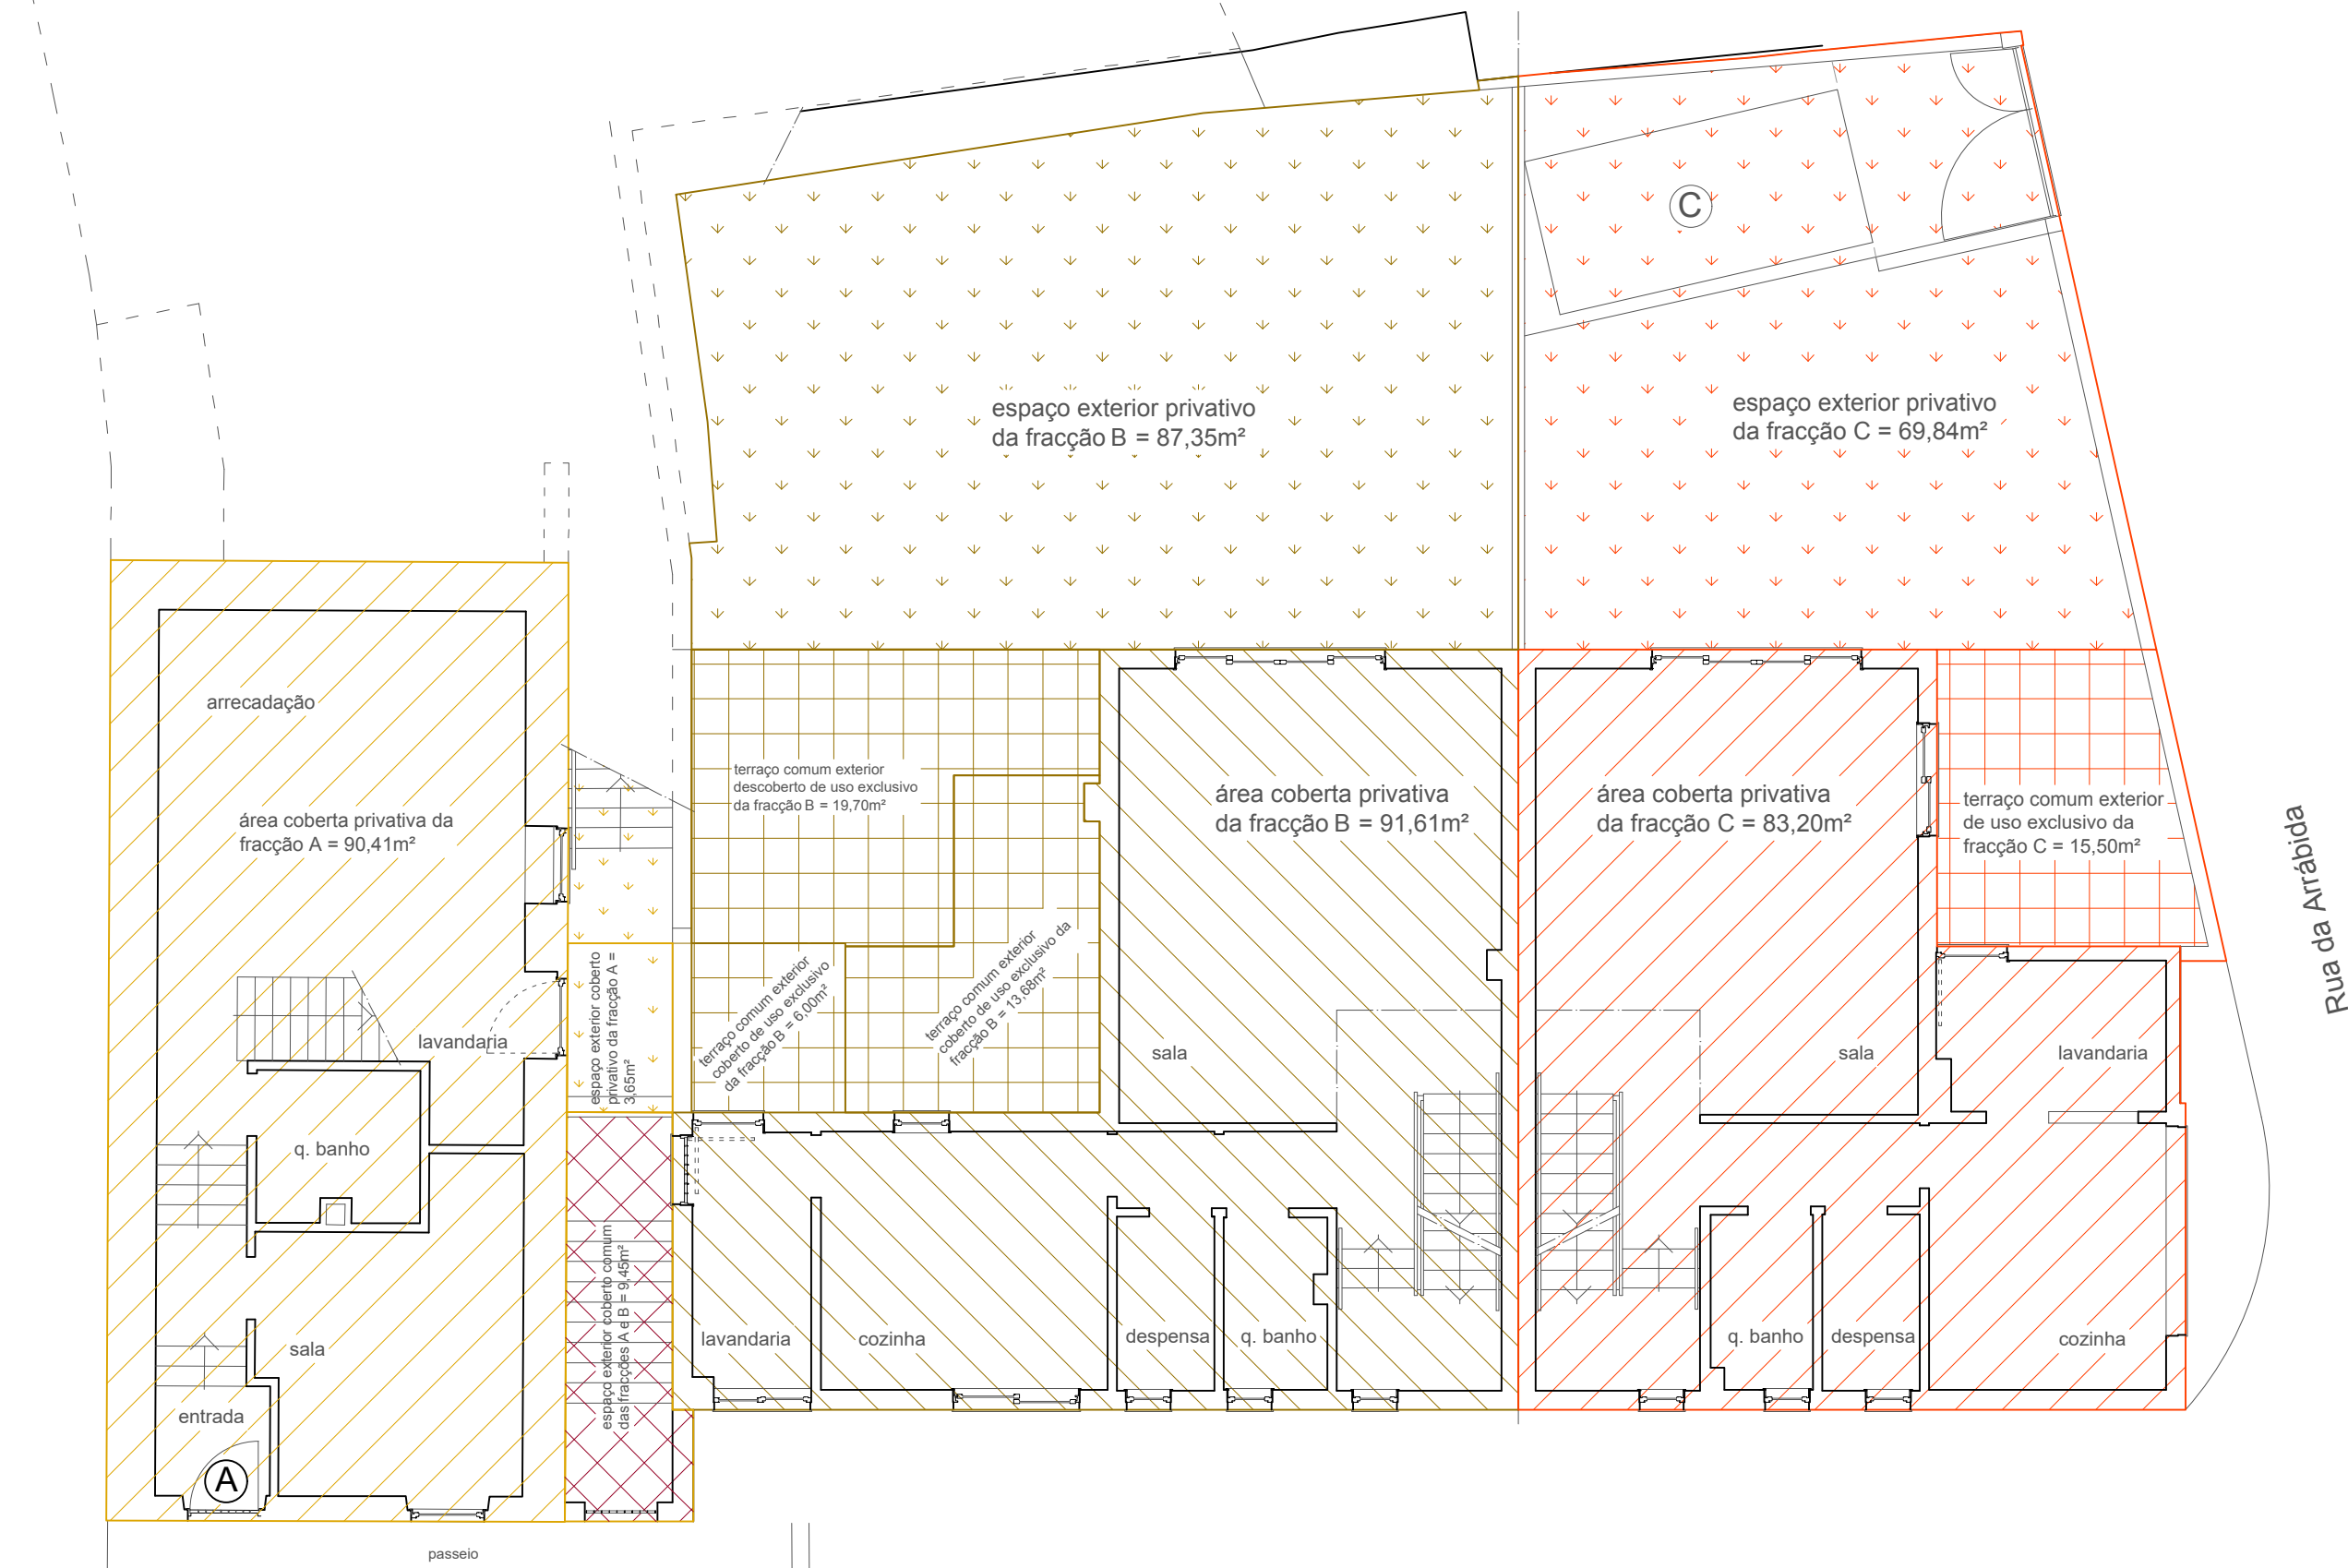 C
espaço exterior privativo
da fracção B = 87,35m²
espaço exterior privativo
da fracção C = 69,84m²
arrecadação
área coberta privativa da
fracção A = 90,41m²
terraço comum exterior
descoberto de uso exclusivo
da fracção B = 19,70m²
área coberta privativa
da fracção B = 91,61m²
área coberta privativa
da fracção C = 83,20m²
terraço comum exterior
de uso exclusivo da
fracção C = 15,50m²
Rua da Arrábida
espaço exterior coberto
privativo da fracção A =
3,65m²
terraço comum exterior
coberto de uso exclusivo
da fracção B = 6,00m²
terraço comum exterior
coberto de uso exclusivo da
fracção B = 13,68m²
lavandaria
sala
sala
lavandaria
q. banho
espaço exterior coberto comum
das fracções A e B = 9,45m²
sala
lavandaria
cozinha
despensa
q. banho
q. banho
despensa
cozinha
entrada
A
passeio